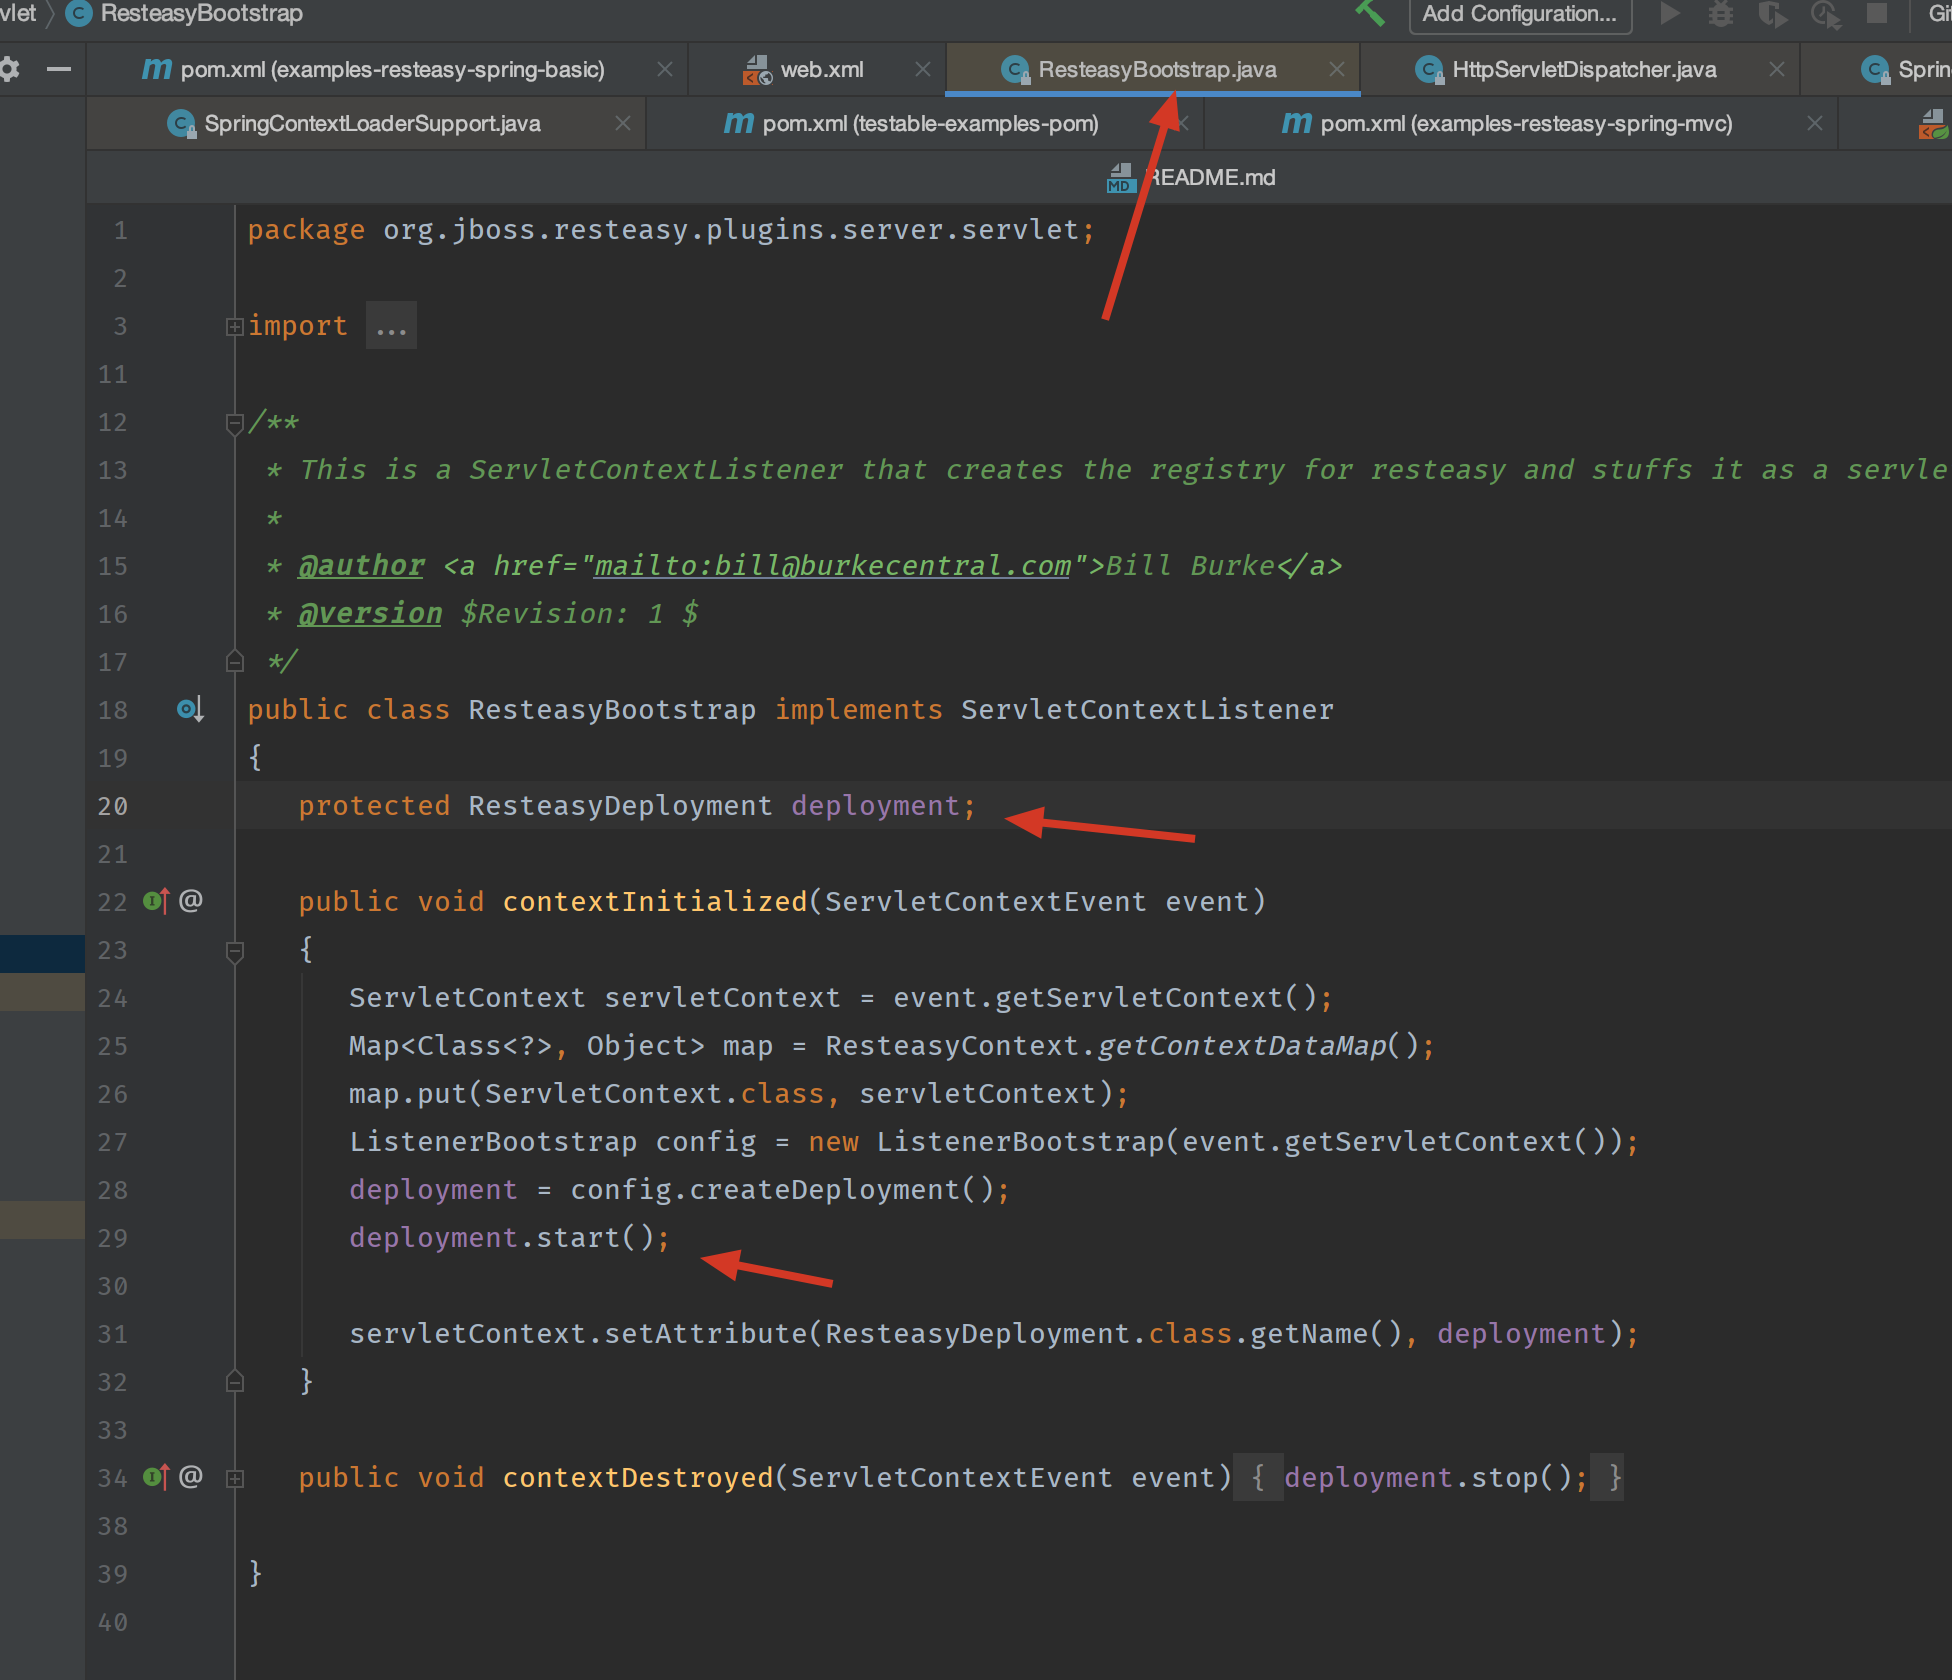 vlet ResteasyBootstrap Add Configuration... Git
m pom.xml (examples-resteasy-spring-basic) web.xml ResteasyBootstrap.java HttpServletDispatcher.java Sprin
SpringContextLoaderSupport.java m pom.xml (testable-examples-pom) m pom.xml (examples-resteasy-spring-mvc)
MD README.md
1 package org.jboss.resteasy.plugins.server.servlet;
2
3 import ...
11
12 /**
13 * This is a ServletContextListener that creates the registry for resteasy and stuffs it as a servle
14 *
15 * @author <a href="mailto:bill@burkecentral.com">Bill Burke</a>
16 * @version $Revision: 1 $
17 */
18 public class ResteasyBootstrap implements ServletContextListener
19 {
20 protected ResteasyDeployment deployment;
21
22 @ public void contextInitialized(ServletContextEvent event)
23 {
24 ServletContext servletContext = event.getServletContext();
25 Map<Class<?>, Object> map = ResteasyContext.getContextDataMap();
26 map.put(ServletContext.class, servletContext);
27 ListenerBootstrap config = new ListenerBootstrap(event.getServletContext());
28 deployment = config.createDeployment();
29 deployment.start();
30
31 servletContext.setAttribute(ResteasyDeployment.class.getName(), deployment);
32 }
33
34 @ public void contextDestroyed(ServletContextEvent event) { deployment.stop(); }
38
39 }
40